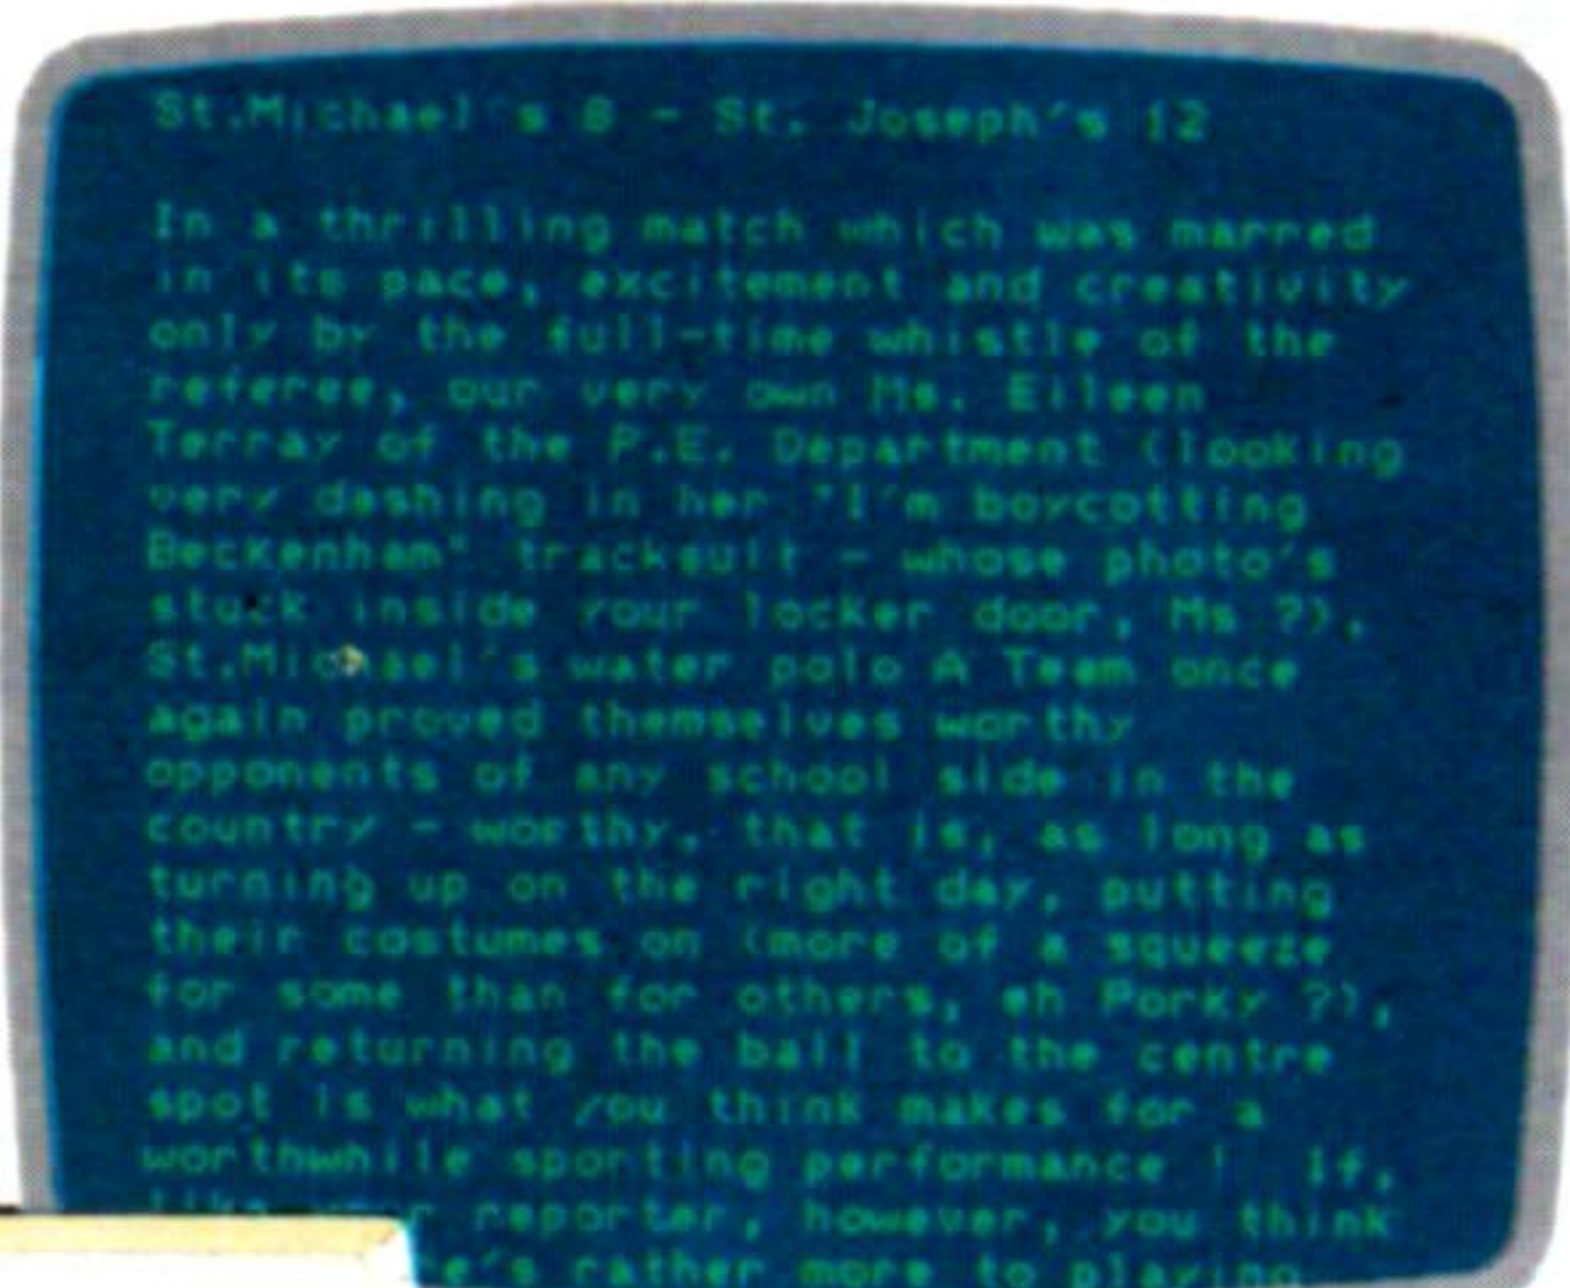 St.Michael's 8 - St. Joseph's 12
In a thrilling match which was marred
in its pace, excitement and creativity
only by the full-time whistle of the
referee, our very own Ms. Eileen
Terray of the P.E. Department (looking
very dashing in her "I'm boycotting
Beckenham" tracksuit - whose photo's
stuck inside your locker door, Ms ?),
St.Michael's water polo A Team once
again proved themselves worthy
opponents of any school side in the
country - worthy, that is, as long as
turning up on the right day, putting
their costumes on (more of a squeeze
for some than for others, eh Porky ?),
and returning the ball to the centre
spot is what you think makes for a
worthwhile sporting performance ! If,
like your reporter, however, you think
rather more to playing